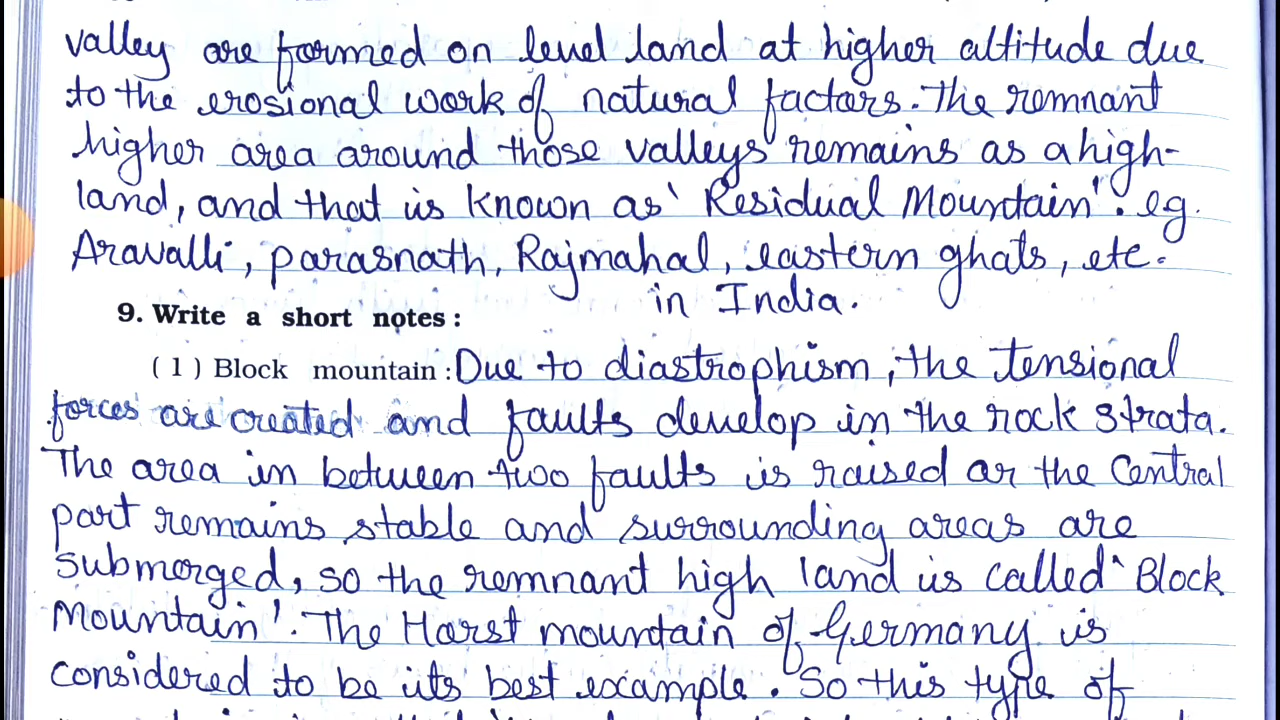 valley are formed on level land at higher altitude due
to the erosional work of natural factors. The remnant
higher area around those valleys remains as a high-
land, and that is known as 'Residual Mountain'. eg.
Aravalli, parasnath, Rajmahal, eastern ghats, etc.
in India.
9. Write a short notes :
( 1 ) Block mountain : Due to diastrophism, the tensional
forces are created and faults develop in the rock strata.
The area in between two faults is raised or the Central
part remains stable and surrounding areas are
submerged, so the remnant high land is called 'Block
Mountain'. The Harst mountain of Germany is
considered to be its best example. So this type of